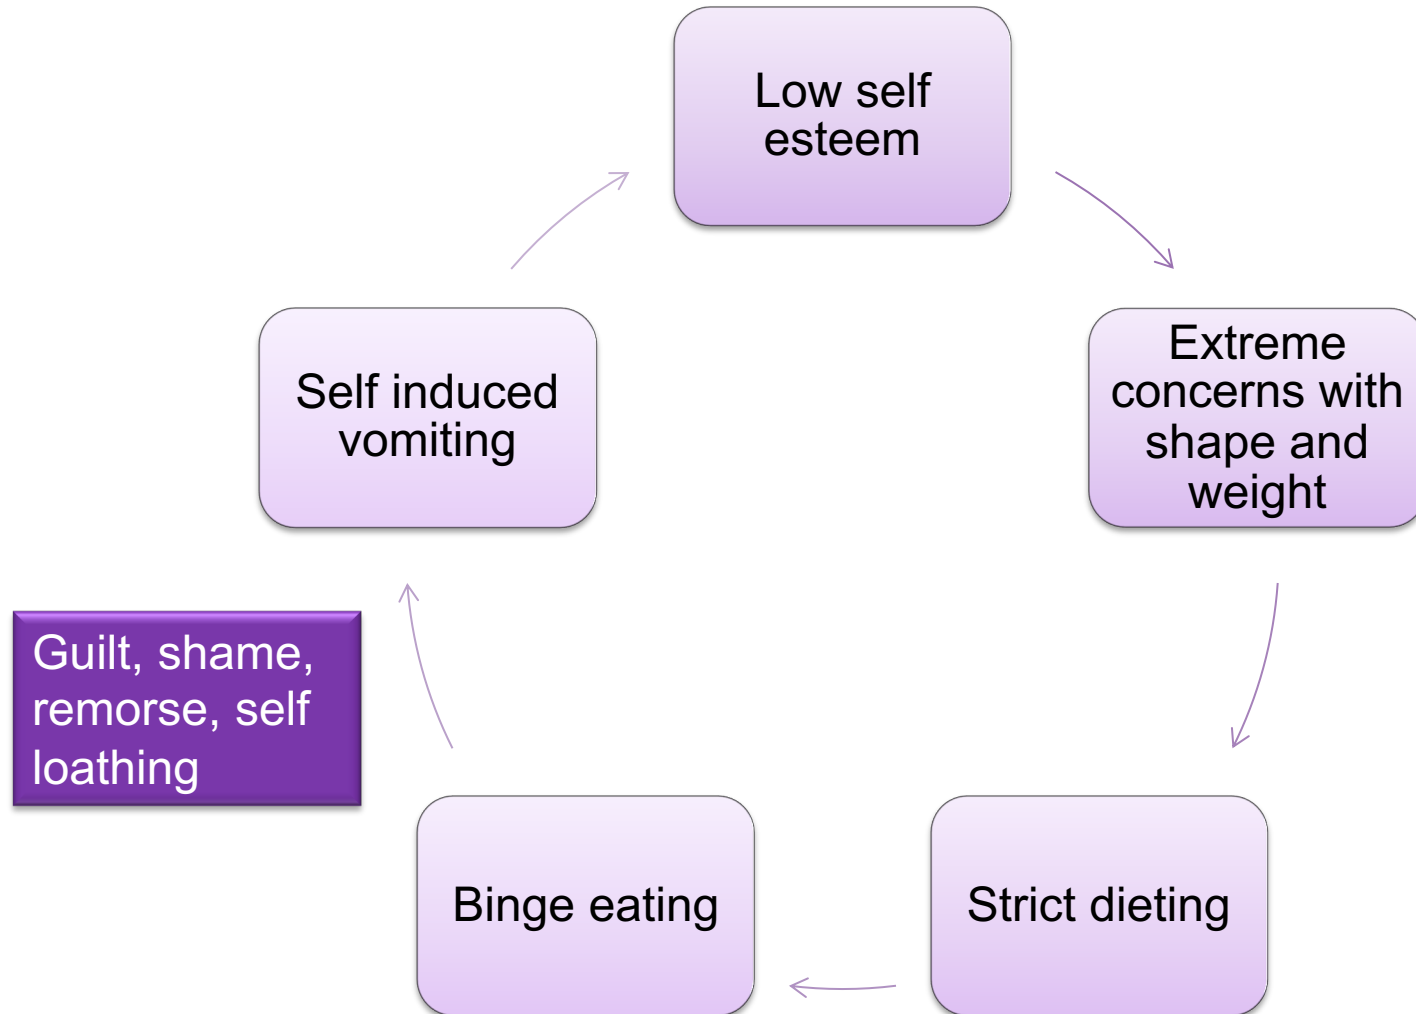 Low self
esteem
Extreme
concerns with
shape and
weight
Strict dieting
Binge eating
Guilt, shame,
remorse, self
loathing
Self induced
vomiting